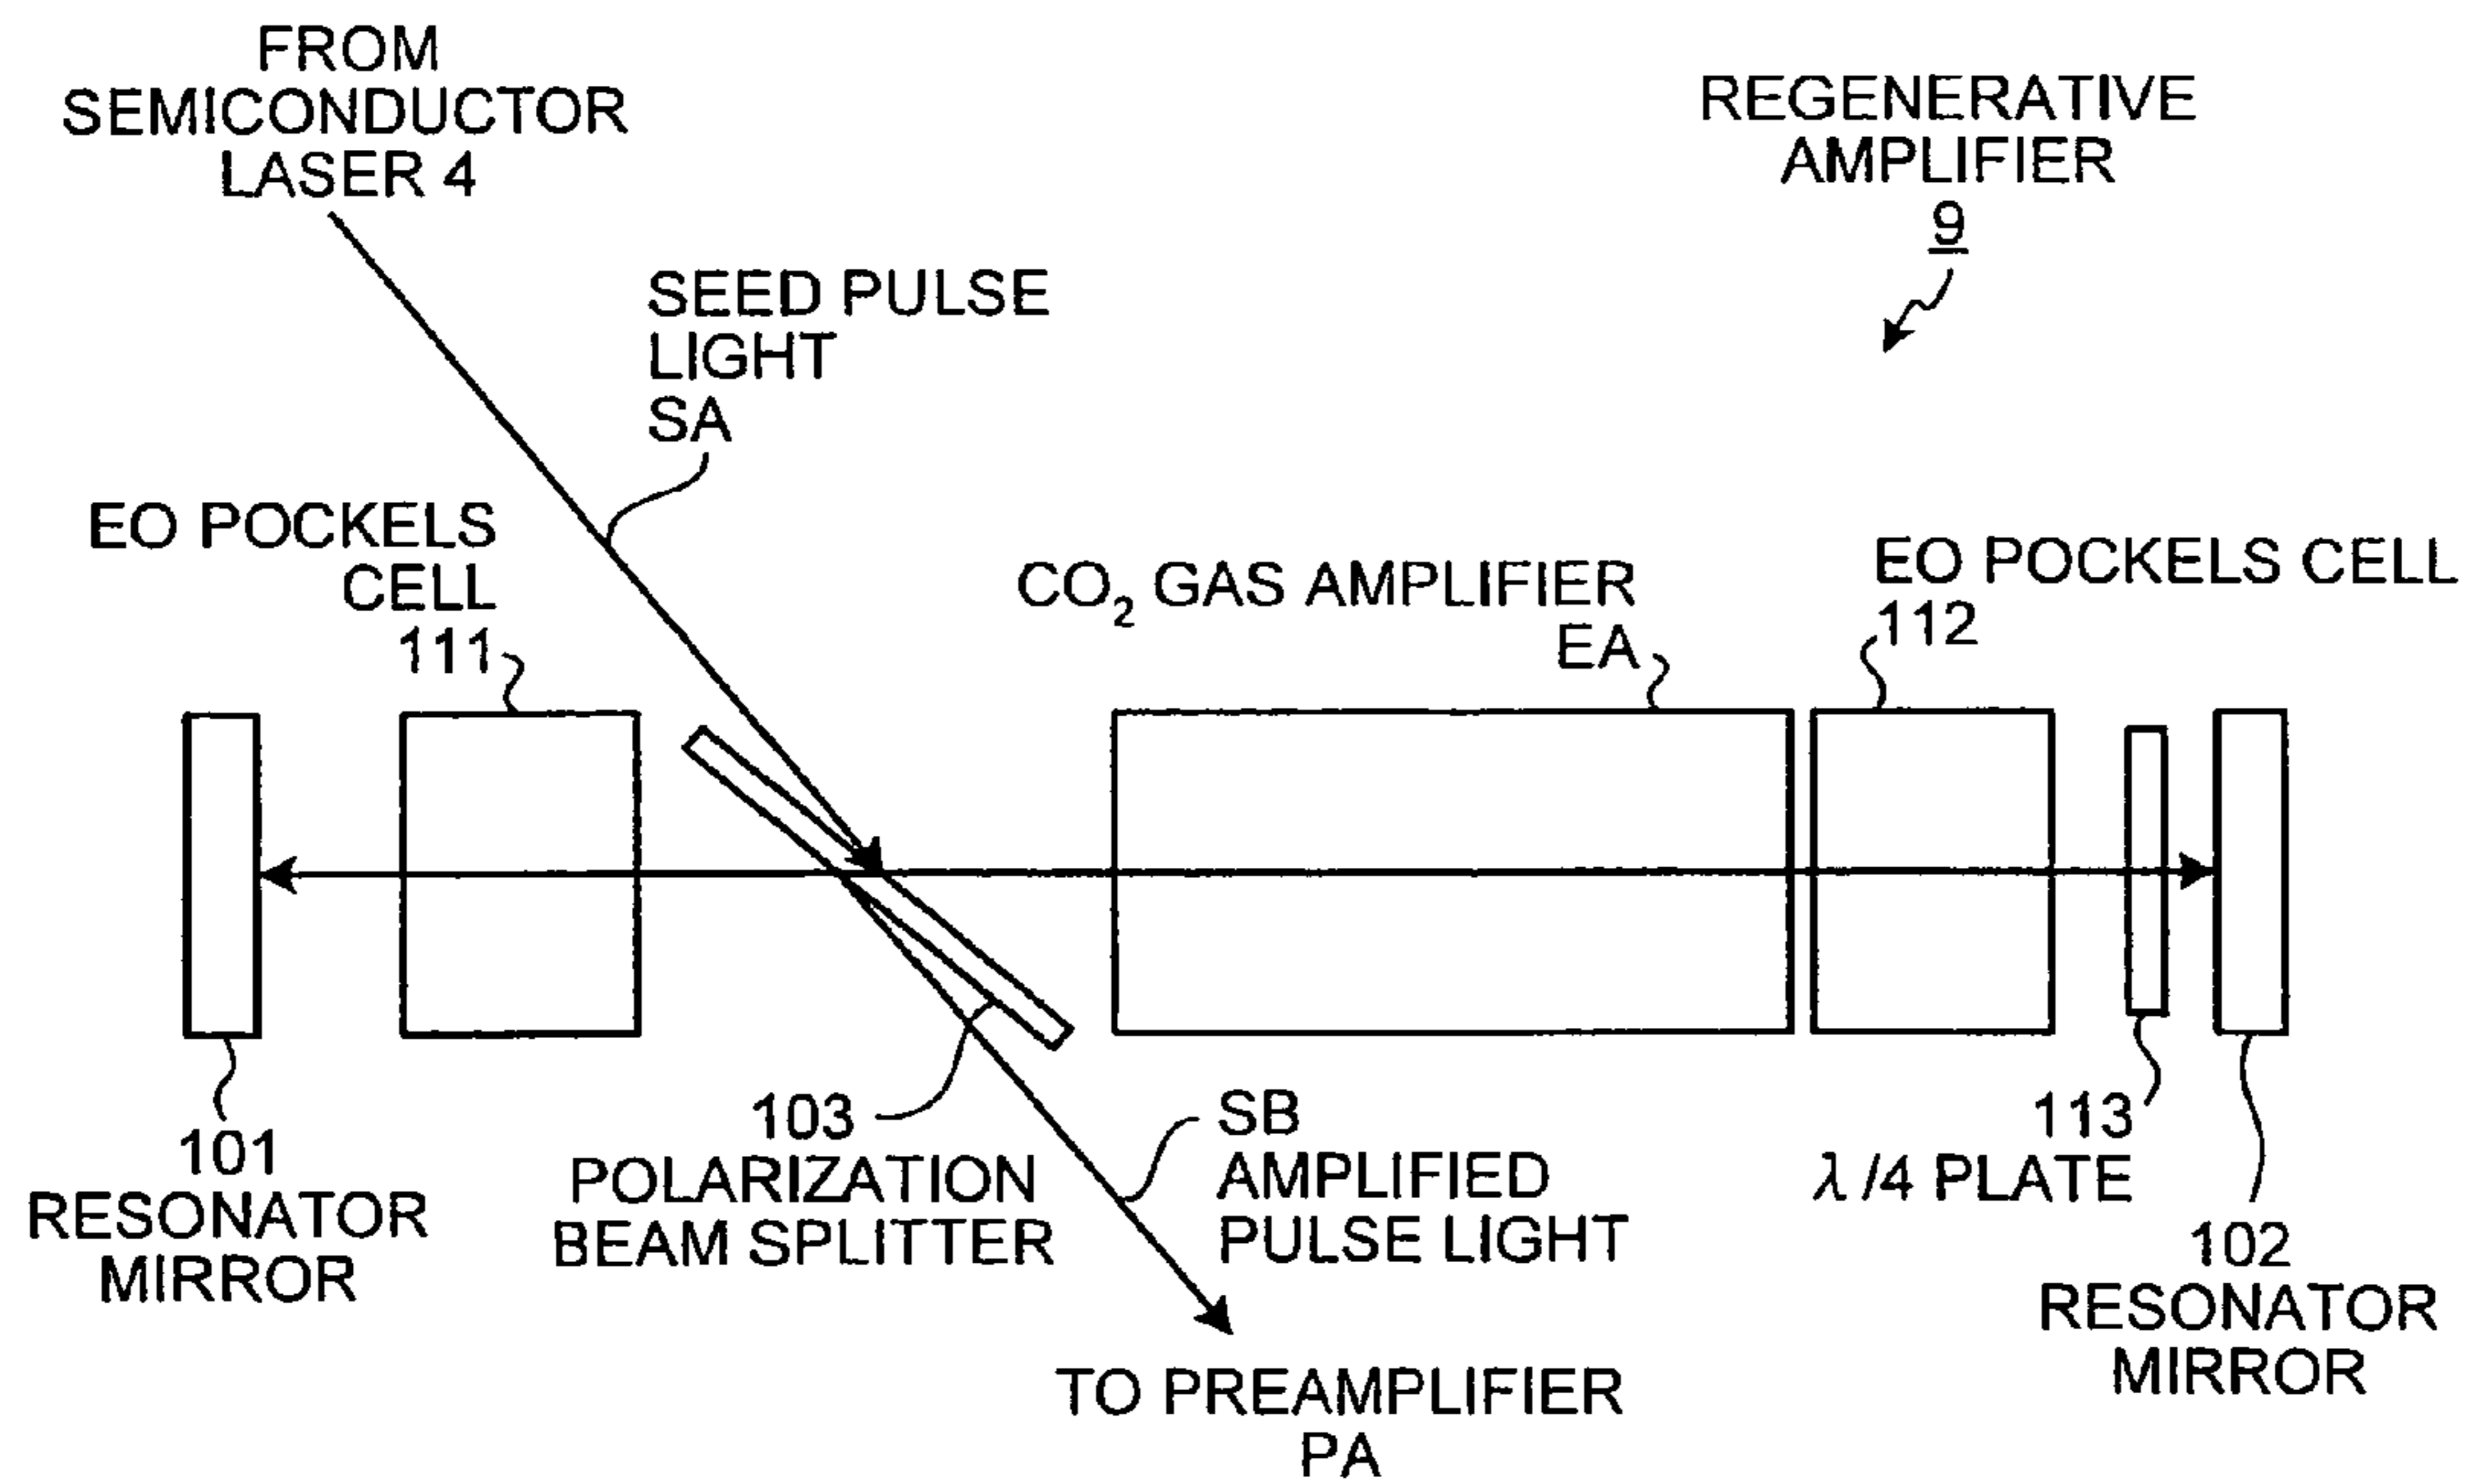 FROM
SEMICONDUCTOR
LASER 4
REGENERATIVE
AMPLIFIER
9
SEED PULSE
LIGHT
SA
EO POCKELS
CELL
111
CO₂ GAS AMPLIFIER
EA
EO POCKELS CELL
112
101
RESONATOR
MIRROR
103
POLARIZATION
BEAM SPLITTER
SB
AMPLIFIED
PULSE LIGHT
113
λ/4 PLATE
102
RESONATOR
MIRROR
TO PREAMPLIFIER
PA